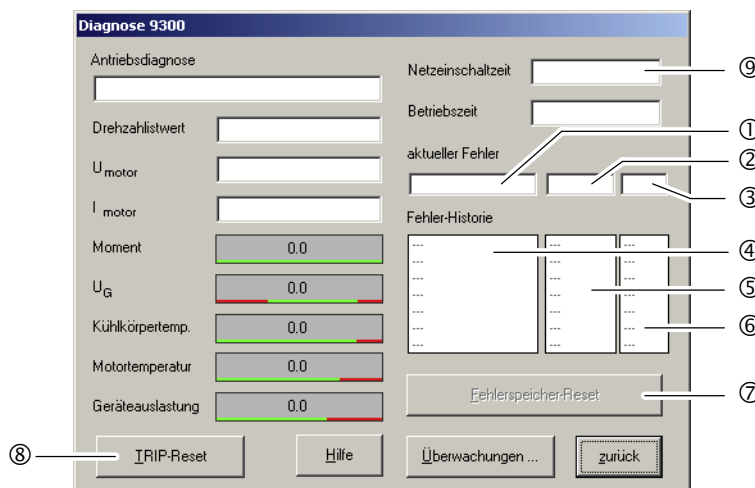 Diagnose 9300
Antriebsdiagnose
Drehzahlistwert
U motor
I motor
Moment 0.0
UG 0.0
Kühlkörpertemp. 0.0
Motortemperatur 0.0
Geräteauslastung 0.0
Netzeinschaltzeit ⑨
Betriebszeit
aktueller Fehler ①
②
③
Fehler-Historie
--- --- --- ④
--- --- ---
--- --- ---
--- --- --- ⑤
--- --- ---
--- --- --- ⑥
--- --- ---
Fehlerspeicher-Reset ⑦
⑧ TRIP-Reset Hilfe Überwachungen ... zurück